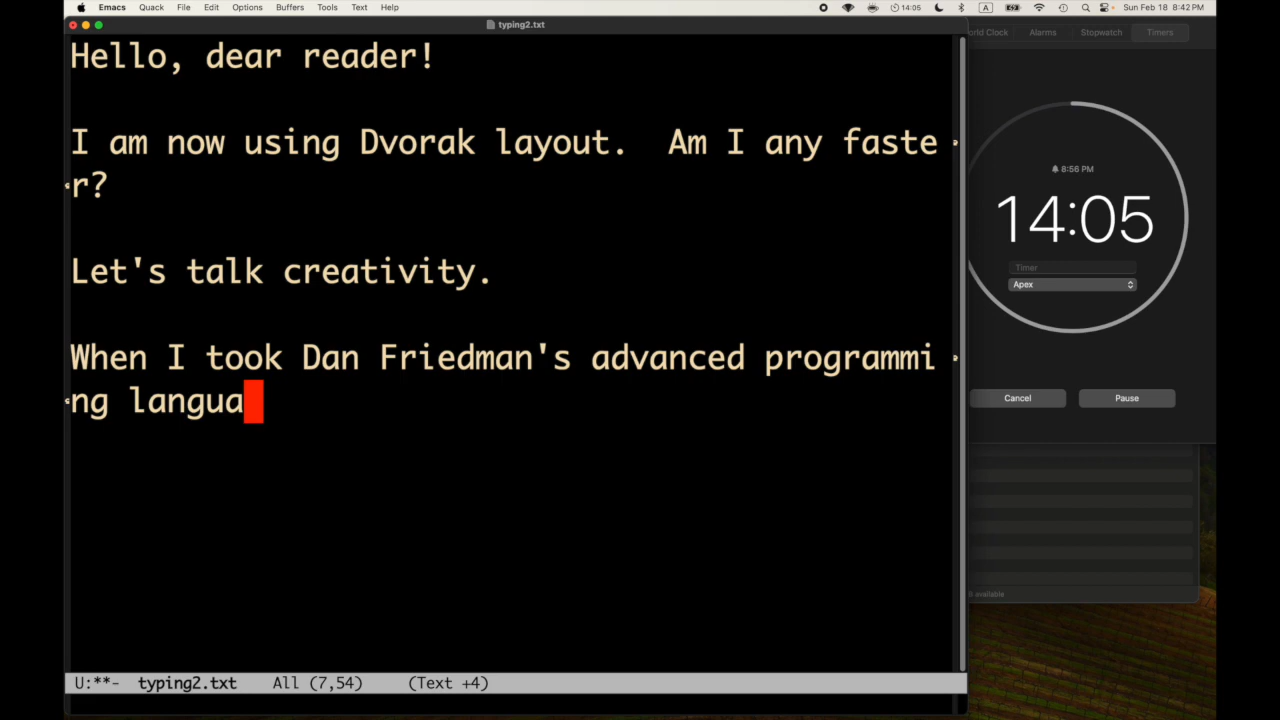 Emacs Quack File Edit Options Buffers Tools Text Help 14:05 A Sun Feb 18 8:42 PM
typing2.txt
Hello, dear reader!
I am now using Dvorak layout.  Am I any faste
r?
Let's talk creativity.
When I took Dan Friedman's advanced programmi
ng langua
U:**-  typing2.txt    All (7,54)    (Text +4)
orld Clock Alarms Stopwatch Timers
8:56 PM
14:05
Timer
Apex
Cancel Pause
available